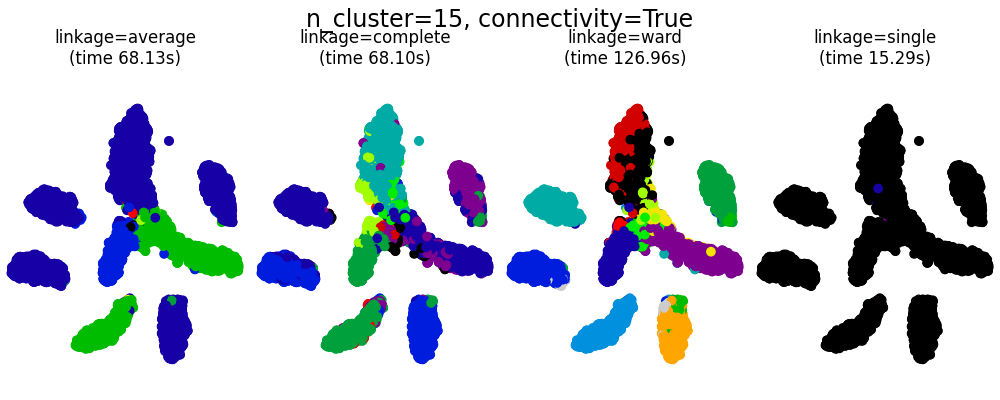 n_cluster=15, connectivity=True
linkage=average
(time 68.13s)
linkage=complete
(time 68.10s)
linkage=ward
(time 126.96s)
linkage=single
(time 15.29s)